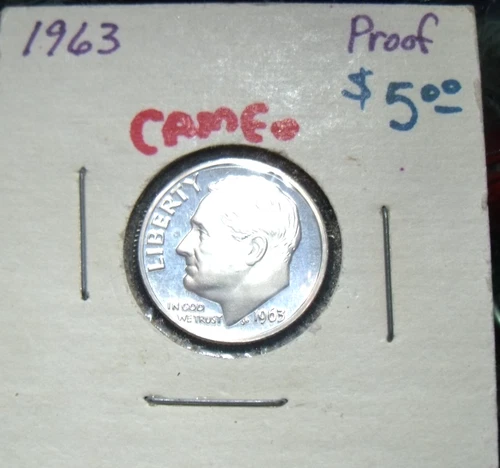 1963 Proof
$5.00
CAMEO
LIBERTY
IN GOD
WE TRUST 1963